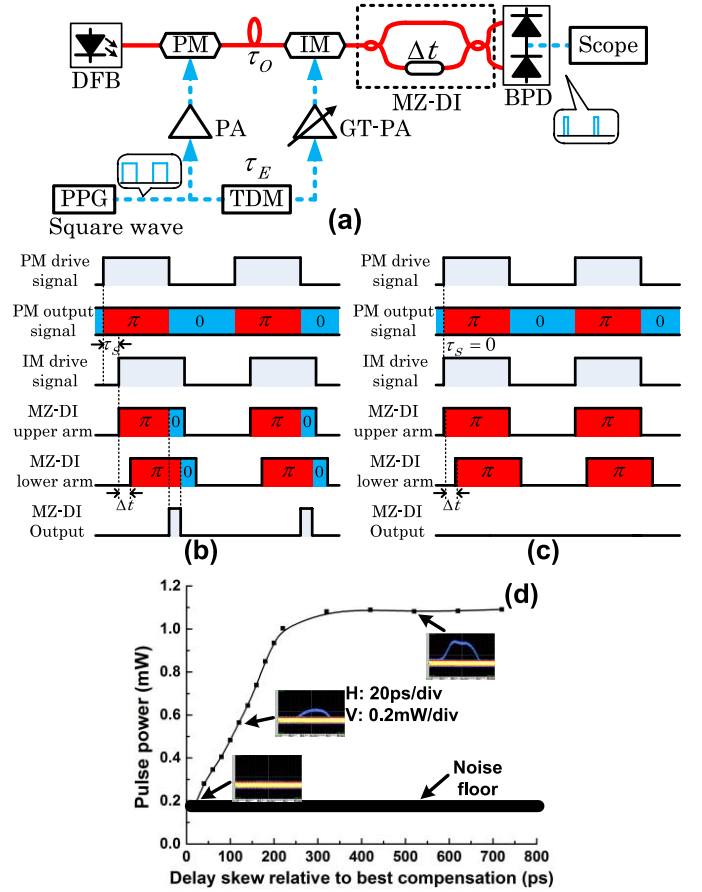 DFB
PM
τ_O
IM
Δt
MZ-DI
BPD
Scope
PA
GT-PA
τ_E
PPG
TDM
Square wave
(a)
PM drive
signal
PM output
signal
π 0 π 0
τ_S
IM drive
signal
MZ-DI
upper arm
π 0 π 0
MZ-DI
lower arm
π 0 π 0
Δt
MZ-DI
Output
(b)
PM drive
signal
PM output
signal
π 0 π 0
τ_S = 0
IM drive
signal
MZ-DI
upper arm
π π
MZ-DI
lower arm
π π
Δt
MZ-DI
Output
(c)
(d)
1.2
1.0
0.8
0.6
0.4
0.2
0.0
Pulse power (mW)
H: 20ps/div
V: 0.2mW/div
Noise
floor
0 100 200 300 400 500 600 700 800
Delay skew relative to best compensation (ps)